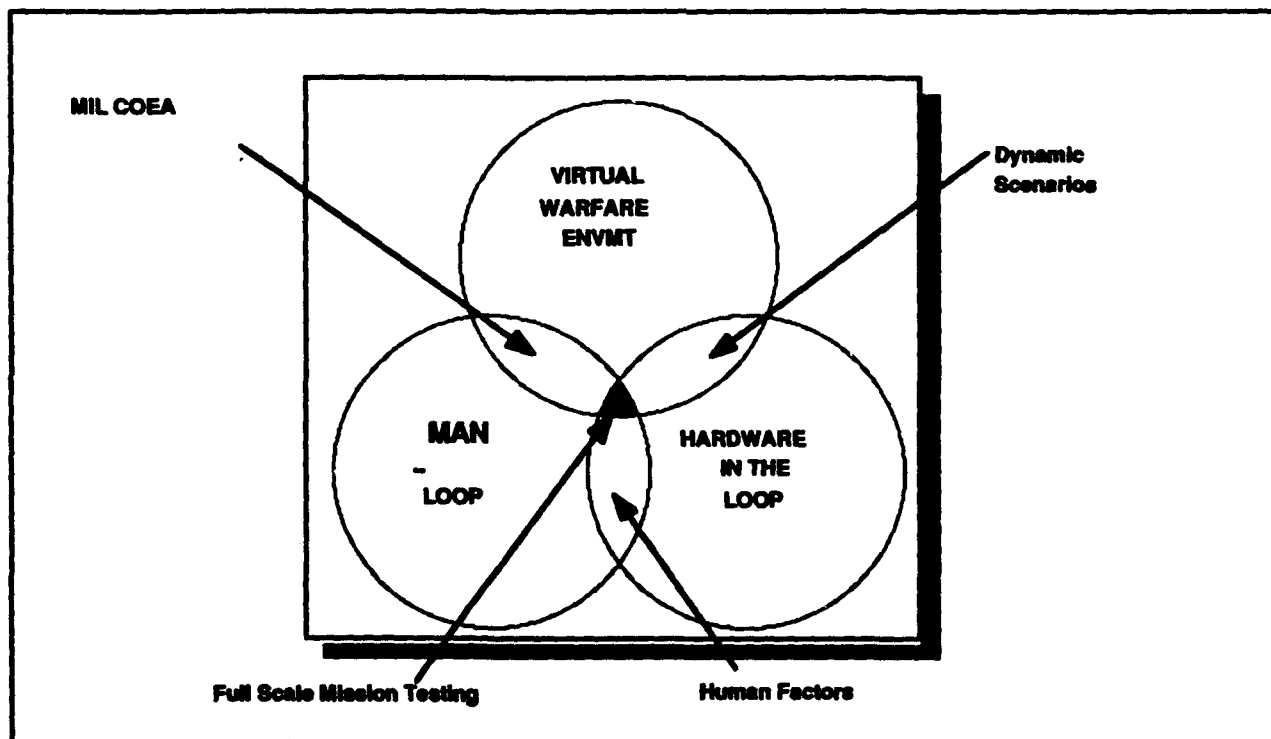 MIL COEA
VIRTUAL
WARFARE
ENVMT
Dynamic
Scenarios
MAN
-
LOOP
HARDWARE
IN THE
LOOP
Full Scale Mission Testing
Human Factors